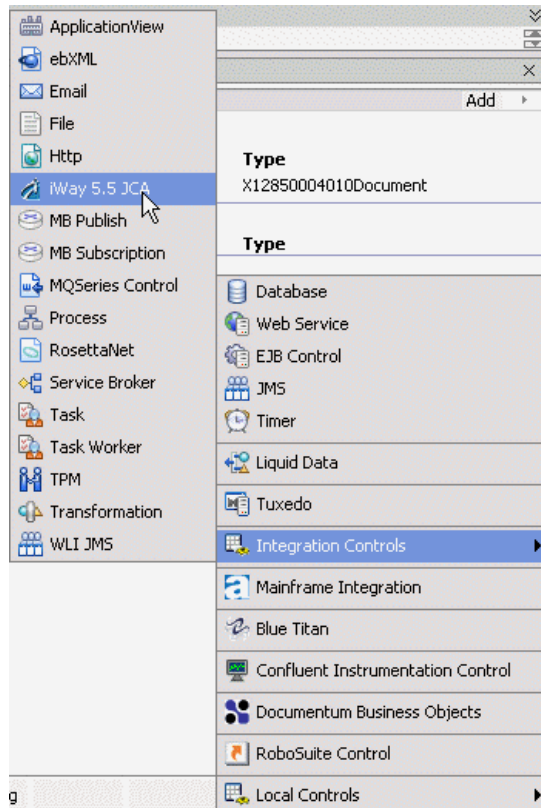 ApplicationView
ebXML
Email
File
Http
iWay 5.5 JCA
MB Publish
MB Subscription
MQSeries Control
Process
RosettaNet
Service Broker
Task
Task Worker
TPM
Transformation
WLI JMS
Add
Type
X12850004010Document
Type
Database
Web Service
EJB Control
JMS
Timer
Liquid Data
Tuxedo
Integration Controls
Mainframe Integration
Blue Titan
Confluent Instrumentation Control
Documentum Business Objects
RoboSuite Control
Local Controls
g